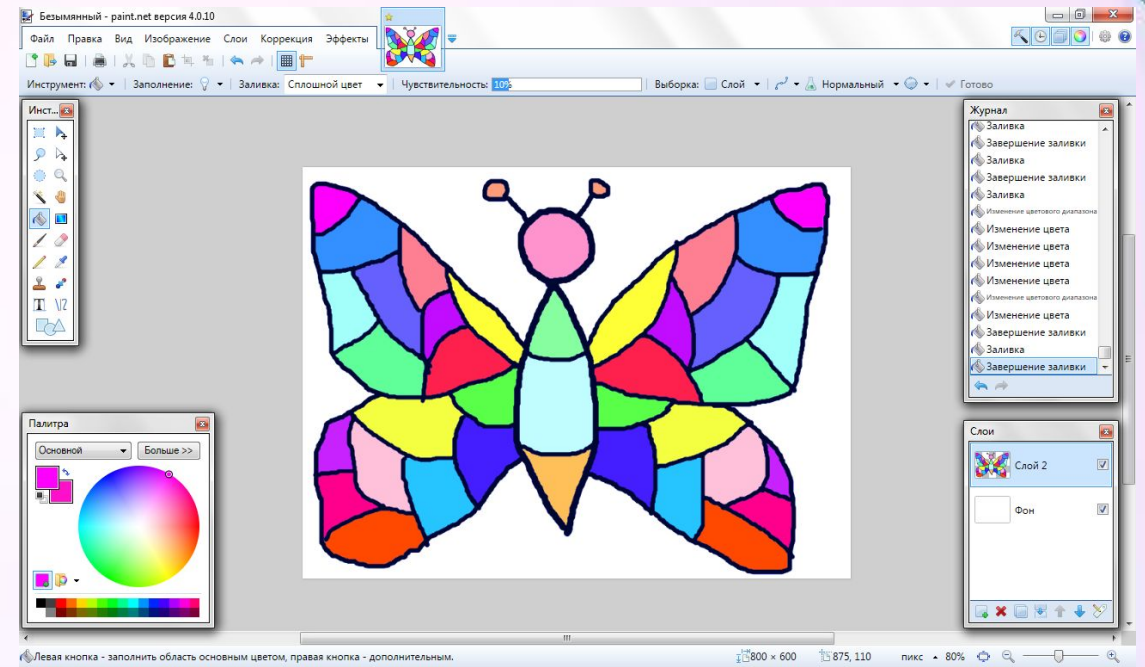 Безымянный - paint.net версия 4.0.10
Файл Правка Вид Изображение Слои Коррекция Эффекты
Инструмент: Заполнение: Заливка: Сплошной цвет Чувствительность: 10% Выборка: Слой Нормальный Готово
Инст...
Журнал
Заливка
Завершение заливки
Заливка
Завершение заливки
Заливка
Изменение цветового диапазона
Изменение цвета
Изменение цвета
Изменение цвета
Изменение цвета
Изменение цветового диапазона
Изменение цвета
Завершение заливки
Заливка
Завершение заливки
Палитра
Основной Больше >>
Слои
Слой 2
Фон
Левая кнопка - заполнить область основным цветом, правая кнопка - дополнительным. 800 × 600 875, 110 пикс 80%